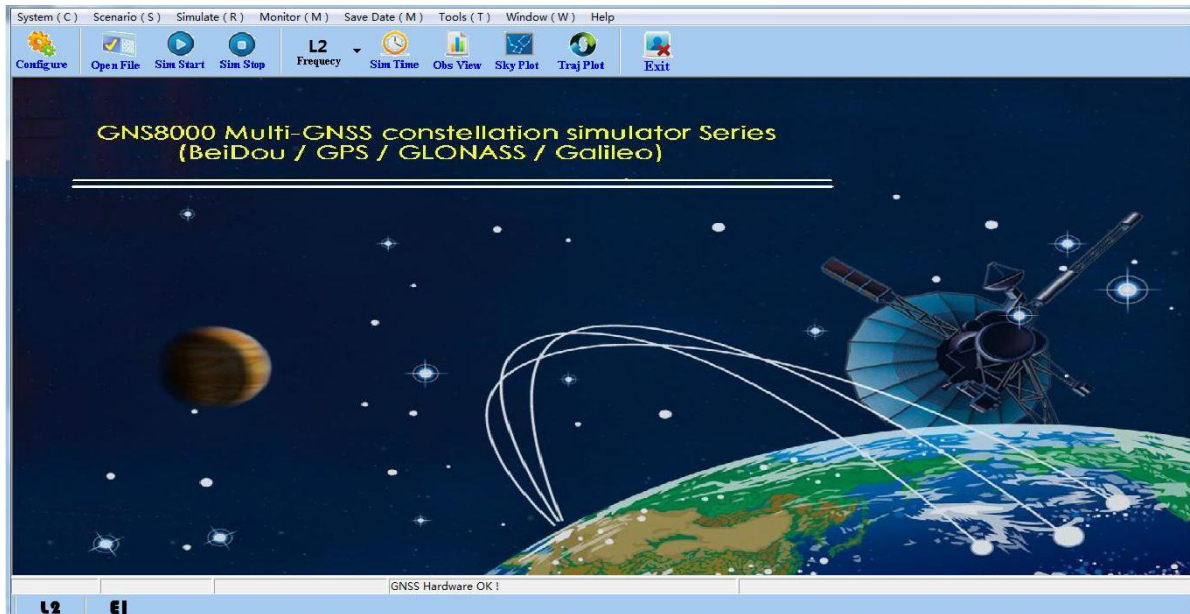 System ( C ) Scenario ( S ) Simulate ( R ) Monitor ( M ) Save Date ( M ) Tools ( T ) Window ( W ) Help
L2
Configure Open File Sim Start Sim Stop Frequecy Sim Time Obs View Sky Plot Traj Plot Exit
GNS8000 Multi-GNSS constellation simulator Series
(BeiDou / GPS / GLONASS / Galileo)
GNSS Hardware OK !
L2 E1